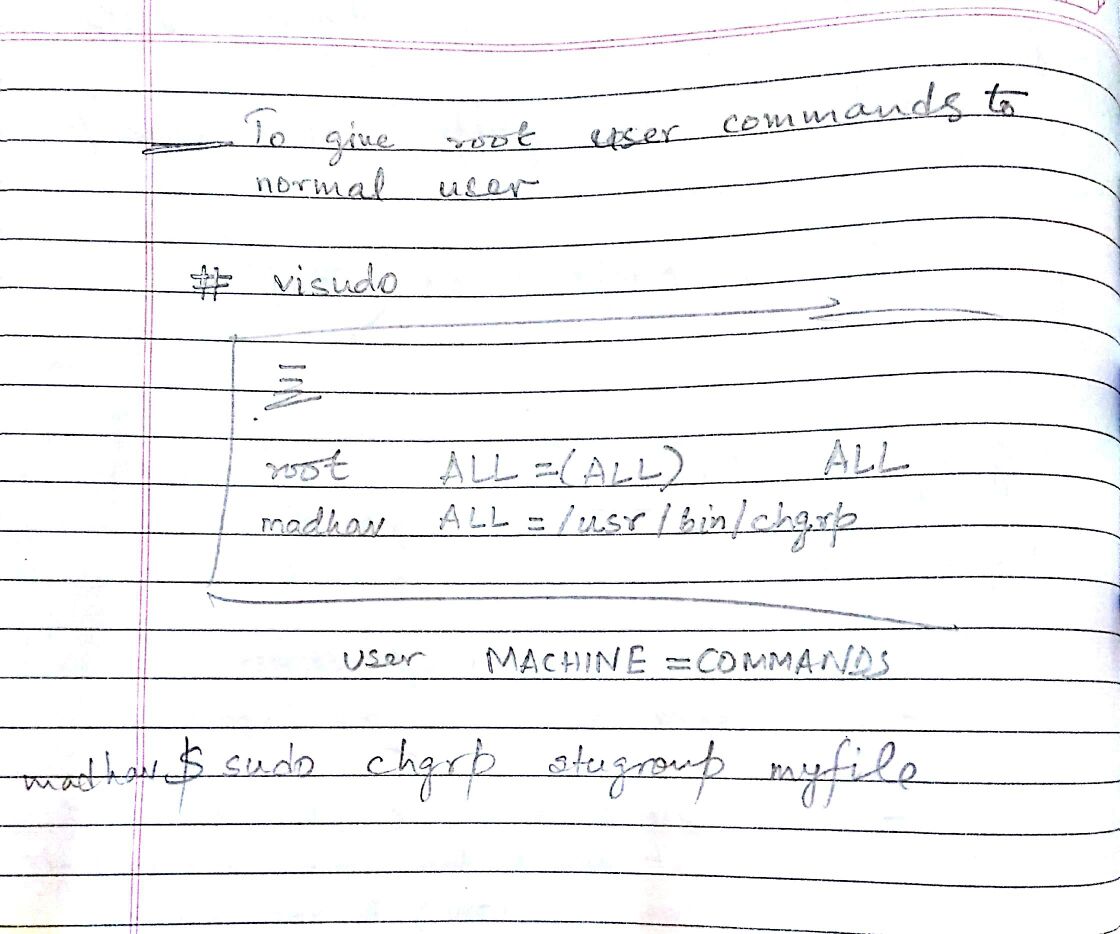 To give root user commands to
normal user
# visudo
root ALL =(ALL) ALL
madhav ALL = /usr/bin/chgrp
user MACHINE = COMMANDS
madhav $ sudo chgrp stugroup myfile